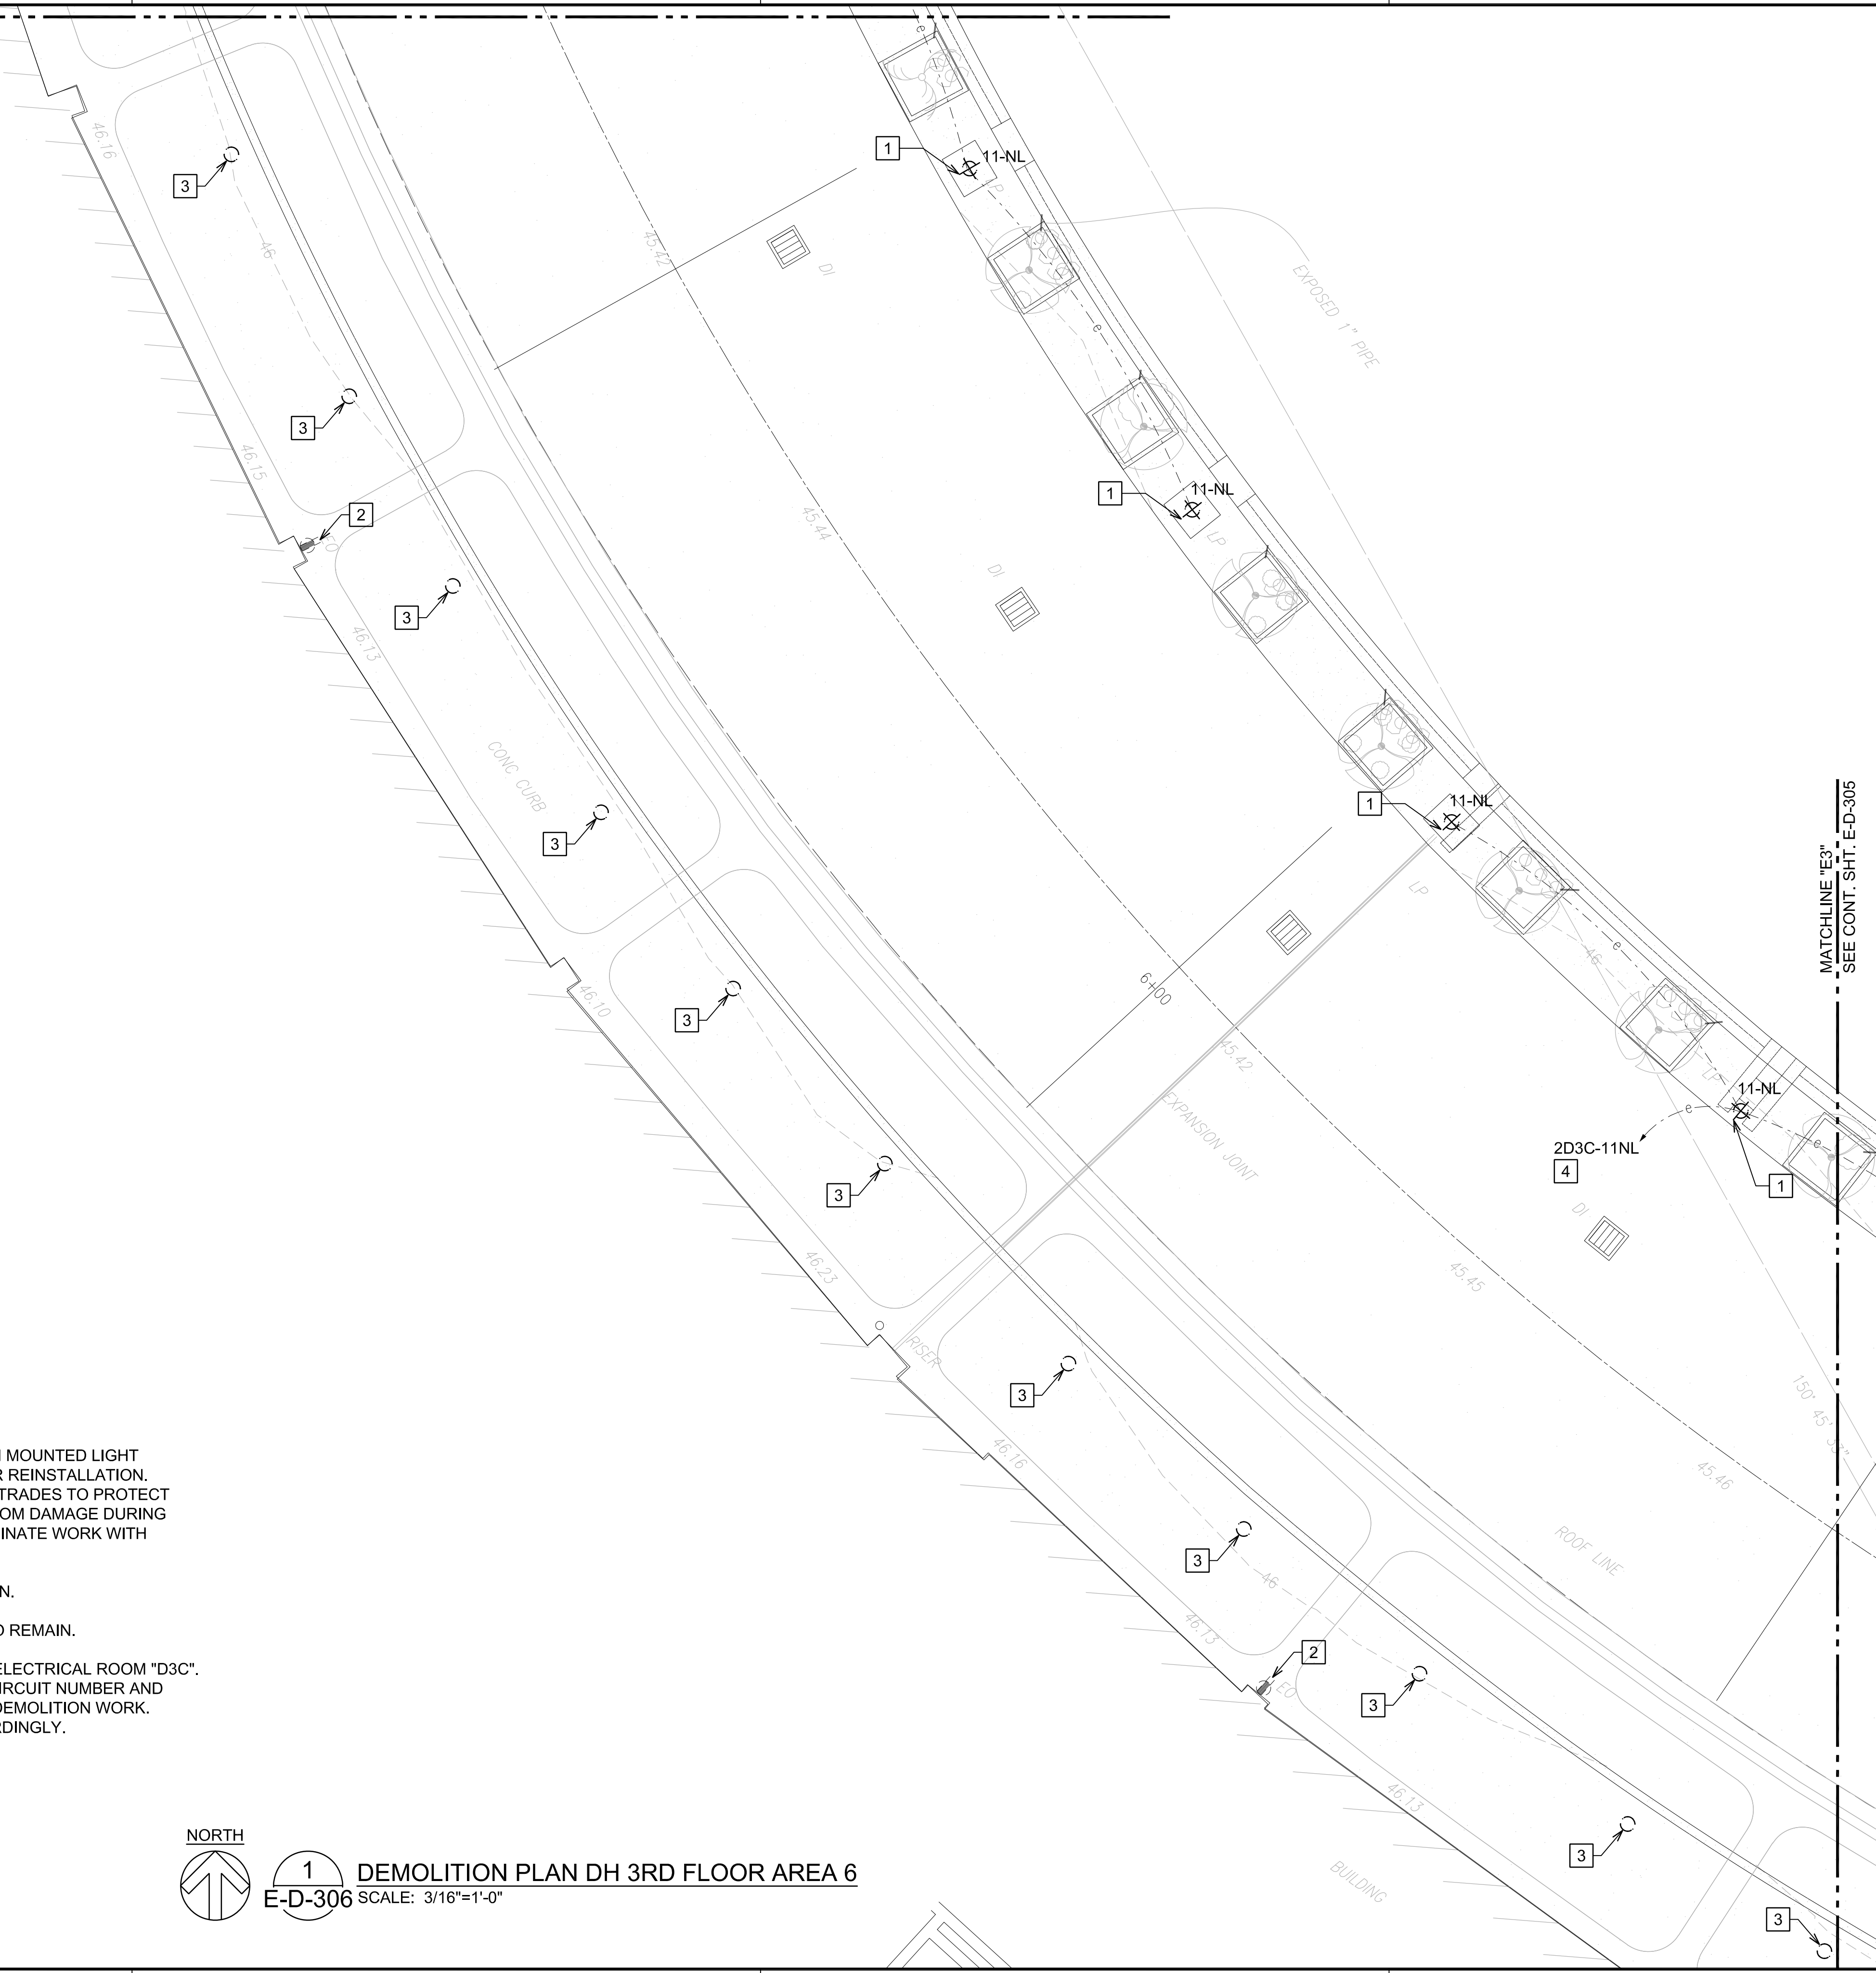 46.16
3
46
3
46.15
2
EO
3
46.13
CONC CURB
3
3
46.10
3
46.23
RISER
3
46.16
3
46
46.13
2
EO
3
46.13
3
BUILDING
3
e
1
11-NL
LP
45.42
DI
EXPOSED 1" PIPE
e
1
11-NL
LP
45.44
DI
1
11-NL
LP
e
46
6+00
45.42
EXPANSION JOINT
LP
11-NL
e
e
2D3C-11NL
4
1
DI
45.45
150° 45' 33"
45.46
ROOF LINE
MATCHLINE "E3"
SEE CONT. SHT. E-D-305
MOUNTED LIGHT
REINSTALLATION.
TRADES TO PROTECT
DAMAGE DURING
WORK WITH
REMAIN.
ELECTRICAL ROOM "D3C".
NUMBER AND
DEMOLITION WORK.
NORTH
1
E-D-306
DEMOLITION PLAN DH 3RD FLOOR AREA 6
SCALE: 3/16"=1'-0"